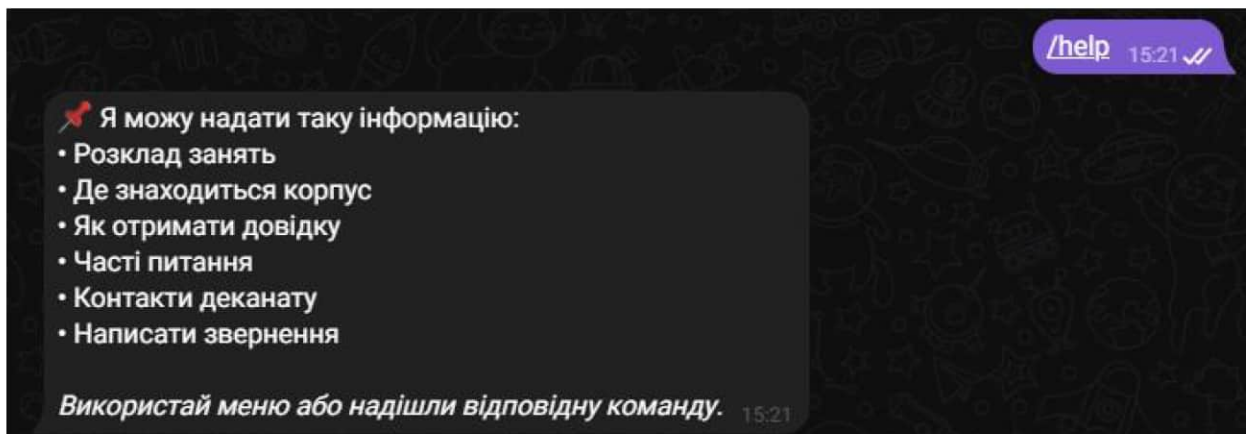 /help 15:21
📌 Я можу надати таку інформацію:
• Розклад занять
• Де знаходиться корпус
• Як отримати довідку
• Часті питання
• Контакти деканату
• Написати звернення
Використай меню або надішли відповідну команду. 15:21